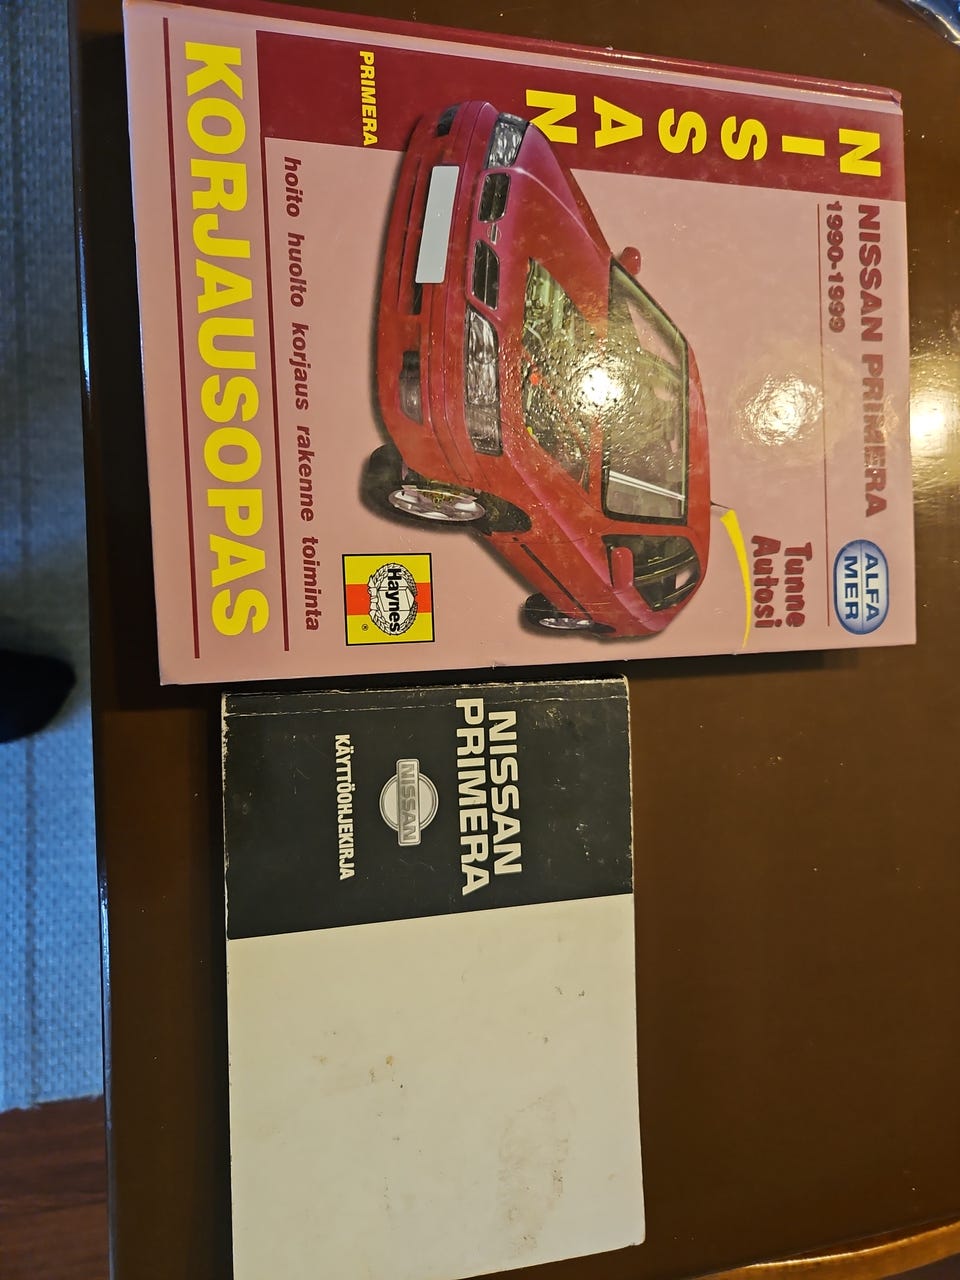 NISSAN PRIMERA
1990-1999
ALFA
MER
Tunne
Autosi
NISSAN
PRIMERA
hoito huolto korjaus rakenne toiminta
Haynes
®
KORJAUSOPAS
NISSAN
PRIMERA
NISSAN
KÄYTTÖOHJEKIRJA